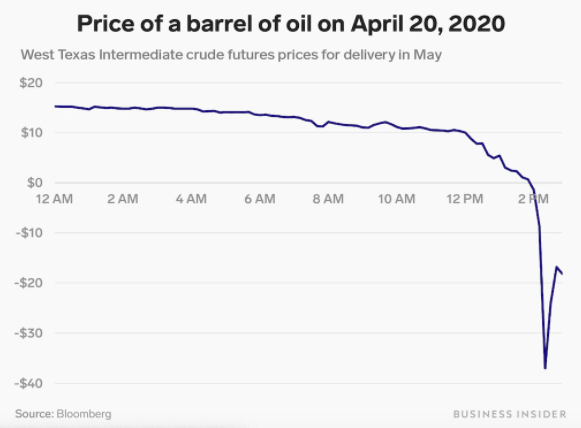 Price of a barrel of oil on April 20, 2020
West Texas Intermediate crude futures prices for delivery in May
$20
$10
$0
12 AM 2 AM 4 AM 6 AM 8 AM 10 AM 12 PM 2 PM
-$10
-$20
-$30
-$40
Source: Bloomberg BUSINESS INSIDER